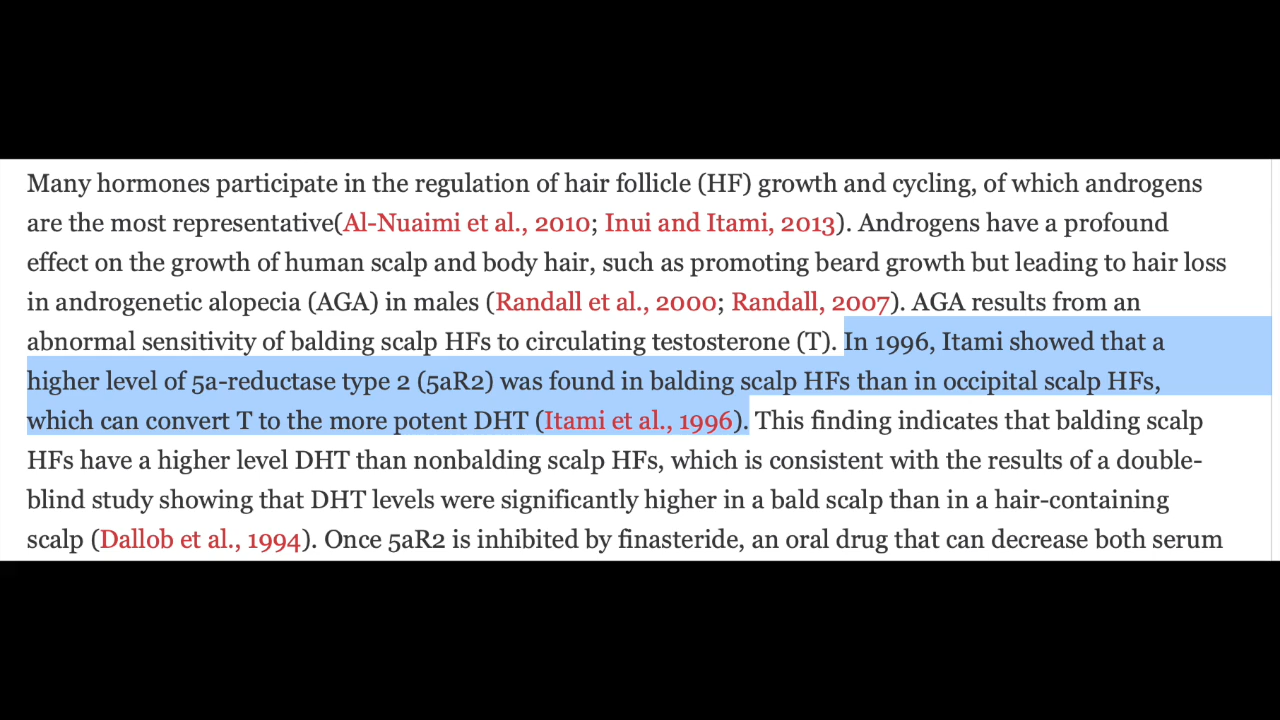 Many hormones participate in the regulation of hair follicle (HF) growth and cycling, of which androgens
are the most representative(Al-Nuaimi et al., 2010; Inui and Itami, 2013). Androgens have a profound
effect on the growth of human scalp and body hair, such as promoting beard growth but leading to hair loss
in androgenetic alopecia (AGA) in males (Randall et al., 2000; Randall, 2007). AGA results from an
abnormal sensitivity of balding scalp HFs to circulating testosterone (T). In 1996, Itami showed that a
higher level of 5a-reductase type 2 (5aR2) was found in balding scalp HFs than in occipital scalp HFs,
which can convert T to the more potent DHT (Itami et al., 1996). This finding indicates that balding scalp
HFs have a higher level DHT than nonbalding scalp HFs, which is consistent with the results of a double-
blind study showing that DHT levels were significantly higher in a bald scalp than in a hair-containing
scalp (Dallob et al., 1994). Once 5aR2 is inhibited by finasteride, an oral drug that can decrease both serum